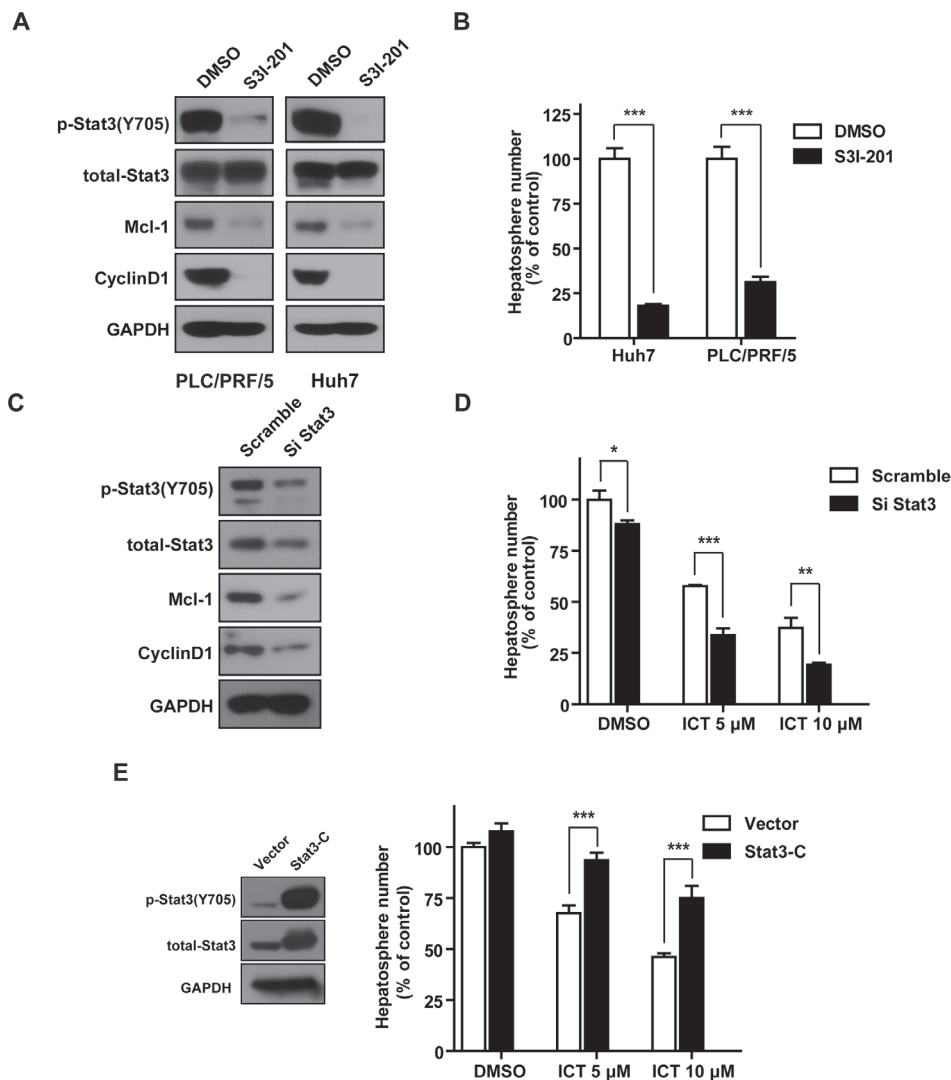 A
DMSO
S3I-201
DMSO
S3I-201
p-Stat3(Y705)
total-Stat3
Mcl-1
CyclinD1
GAPDH
PLC/PRF/5
Huh7
B
Hepatosphere number
(% of control)
125
100
75
50
25
0
***
***
DMSO
S3I-201
Huh7
PLC/PRF/5
C
Scramble
Si Stat3
p-Stat3(Y705)
total-Stat3
Mcl-1
CyclinD1
GAPDH
D
Hepatosphere number
(% of control)
100
75
50
25
0
*
***
**
Scramble
Si Stat3
DMSO
ICT 5 µM
ICT 10 µM
E
Vector
Stat3-C
p-Stat3(Y705)
total-Stat3
GAPDH
Hepatosphere number
(% of control)
100
75
50
25
0
***
***
Vector
Stat3-C
DMSO
ICT 5 µM
ICT 10 µM